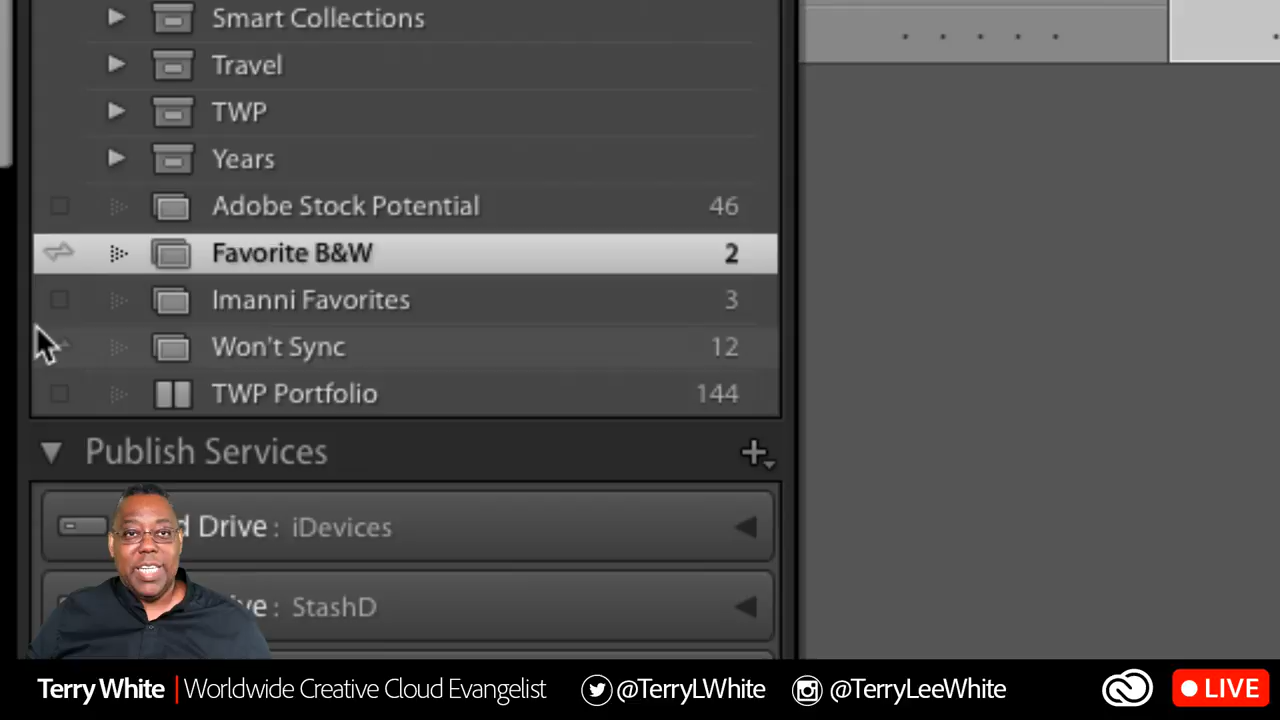 Smart Collections
Travel
TWP
Years
Adobe Stock Potential 46
Favorite B&W 2
Imanni Favorites 3
Won't Sync 12
TWP Portfolio 144
Publish Services
d Drive : iDevices
ive : StashD
Terry White | Worldwide Creative Cloud Evangelist @TerryLWhite @TerryLeeWhite LIVE